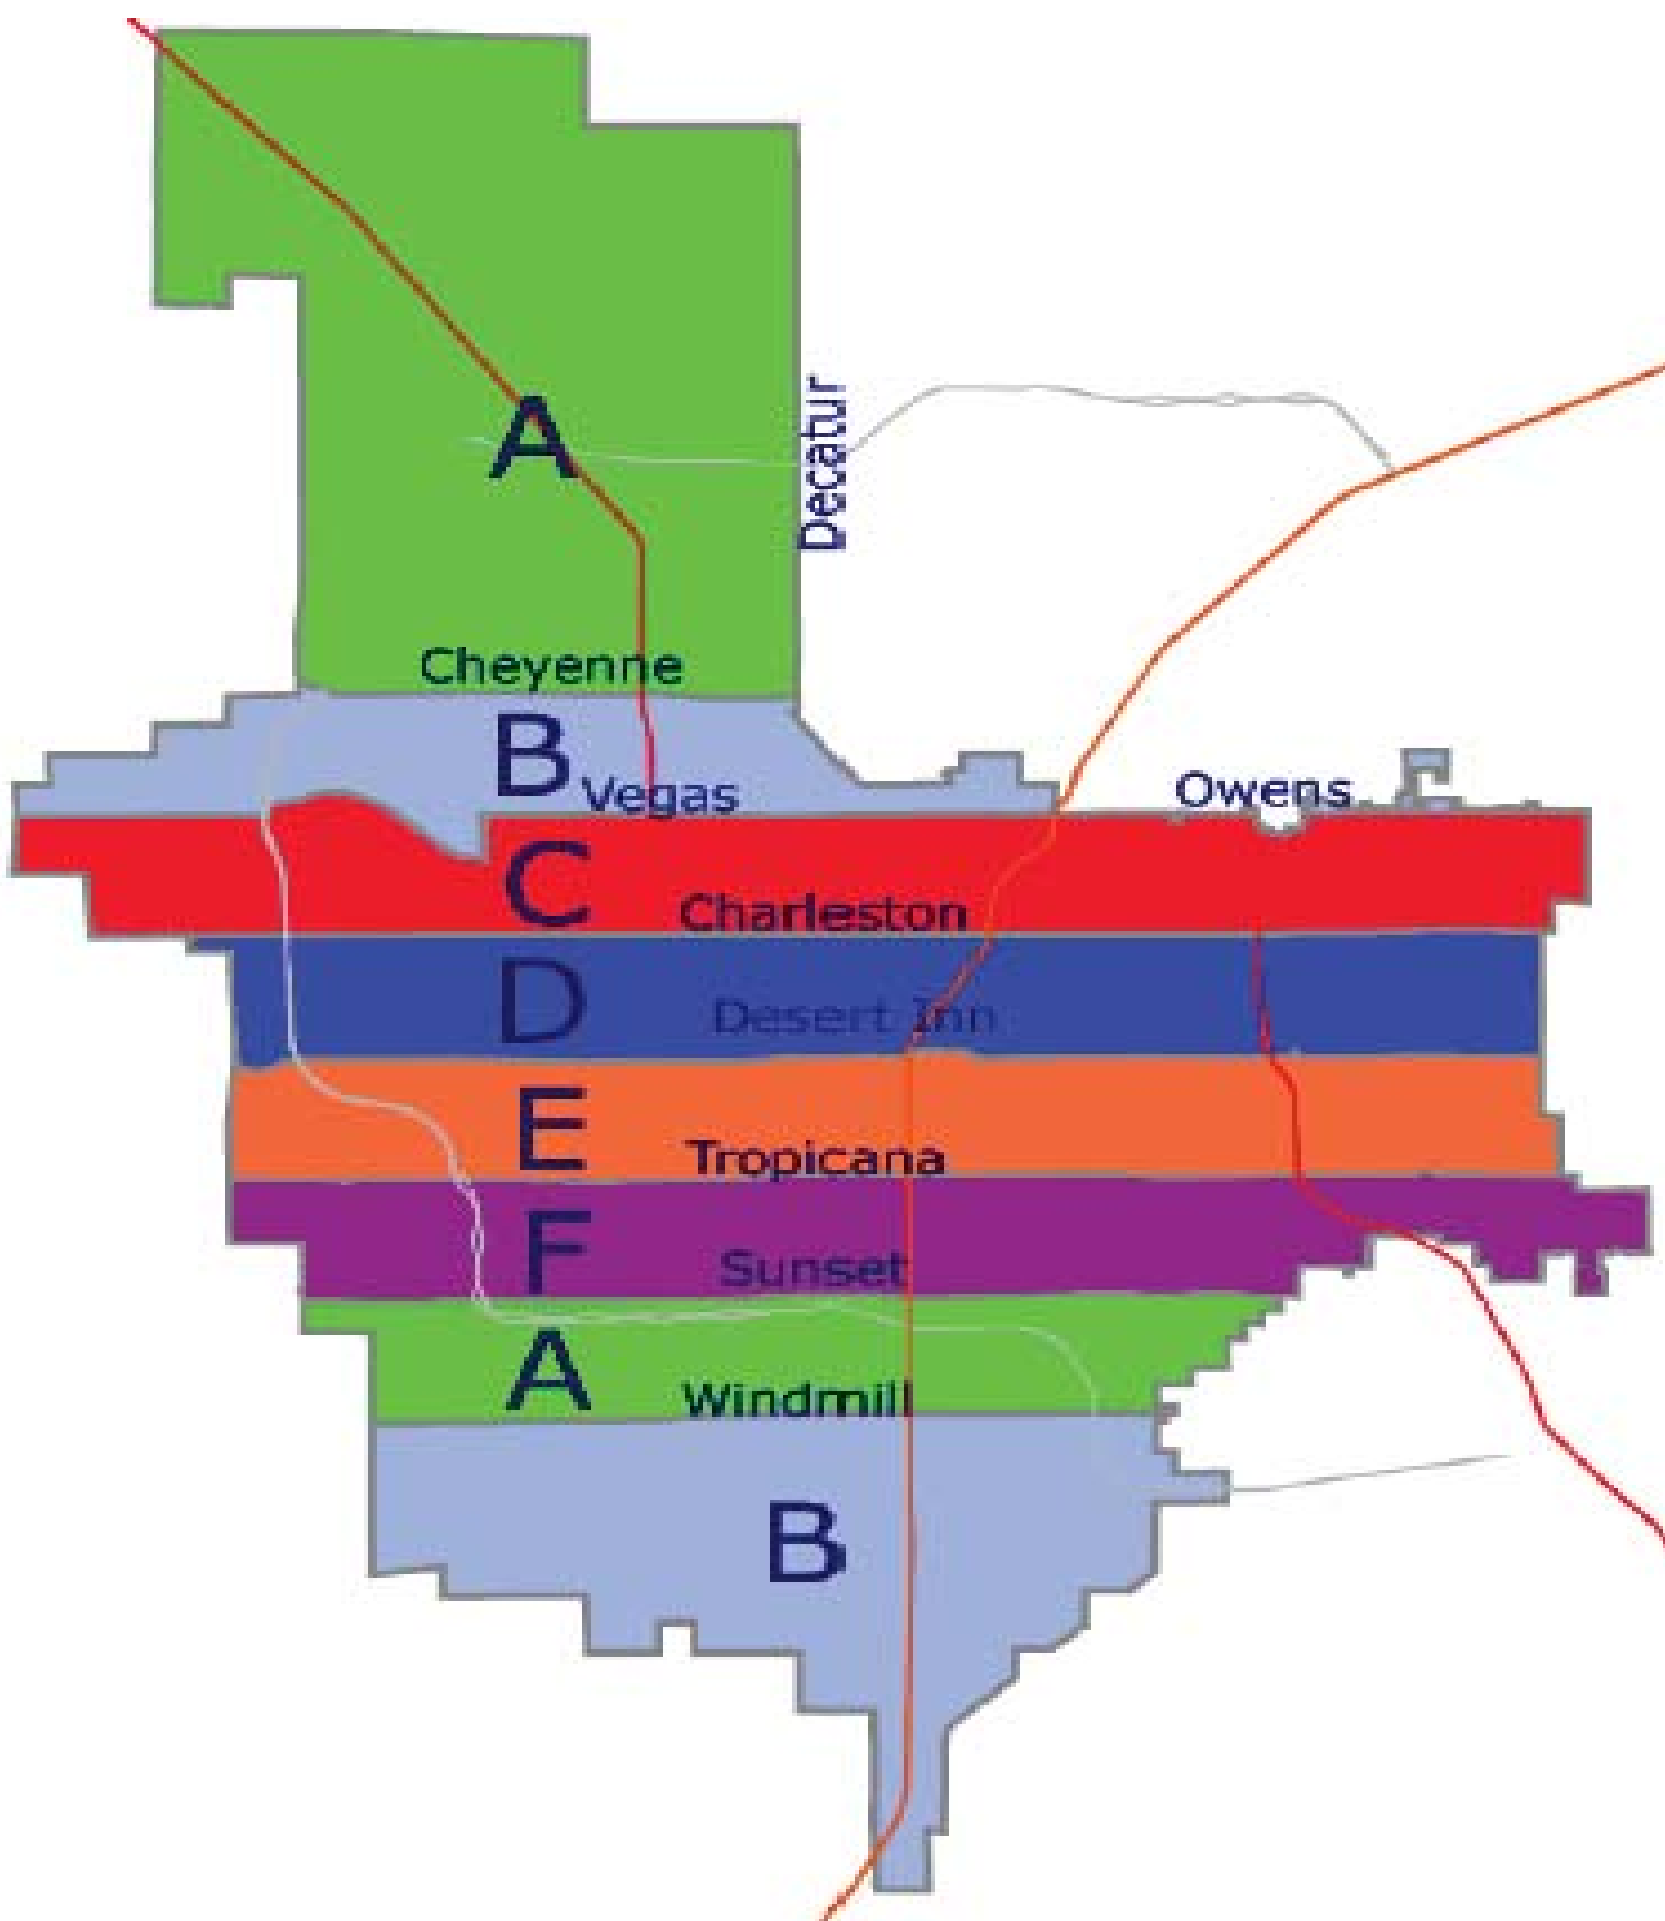 A
Decatur
Cheyenne
B
Vegas
Owens
C
Charleston
D
Desert Inn
E
Tropicana
F
Sunset
A
Windmill
B